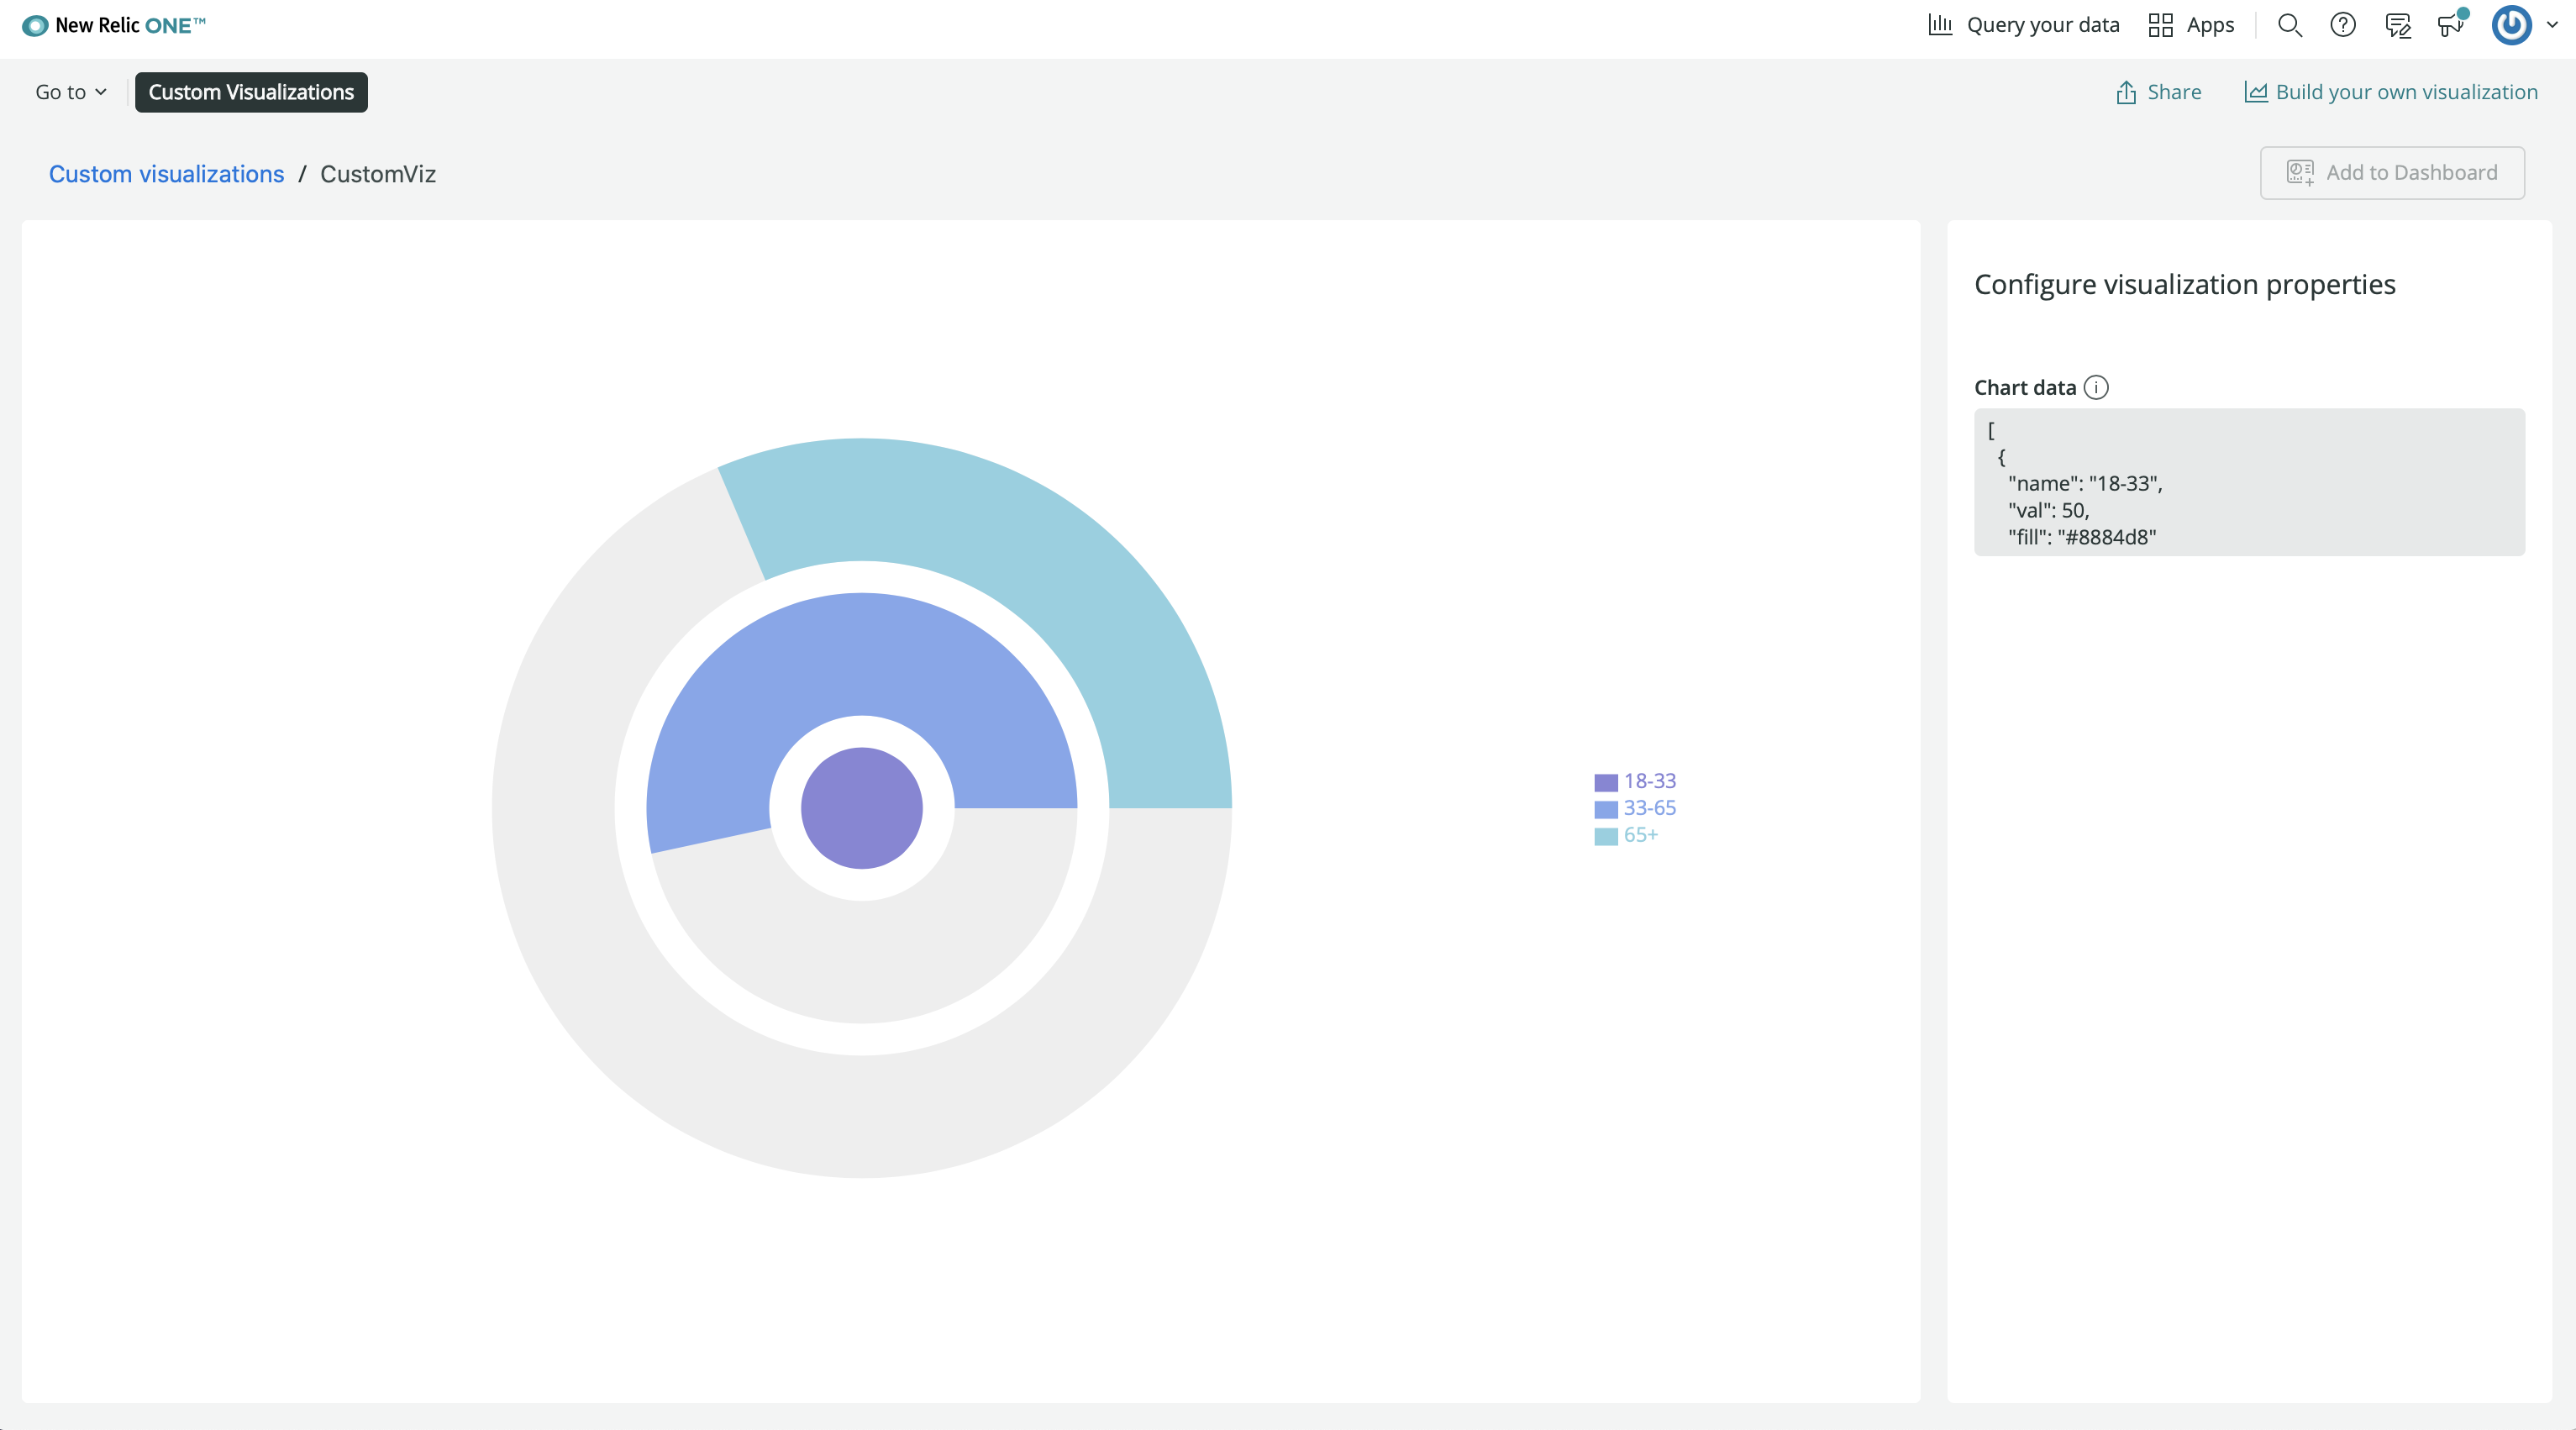 New Relic ONE™
Query your data
Apps
Go to
Custom Visualizations
Share
Build your own visualization
Custom visualizations / CustomViz
Add to Dashboard
Configure visualization properties
Chart data
[
{
"name": "18-33",
"val": 50,
"fill": "#8884d8"
18-33
33-65
65+